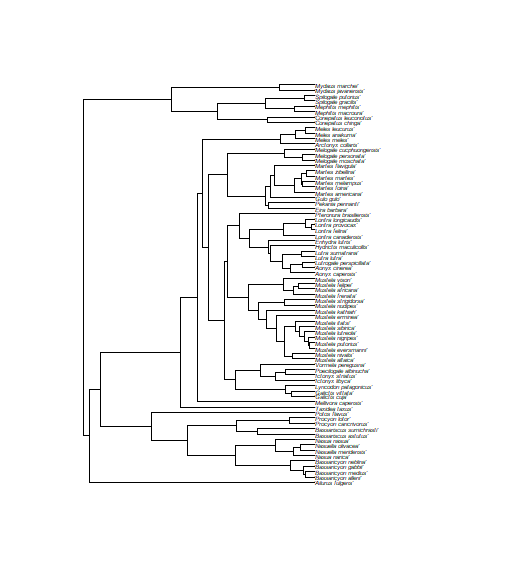 Mydaus marchei
Mydaus javanensis
Spilogale putorius
Spilogale gracilis
Mephitis mephitis
Mephitis macroura
Conepatus leuconotus
Conepatus chinga
Meles leucurus
Meles anakuma
Meles meles
Arctonyx collaris
Melogale cucphuongensis
Melogale personata
Melogale moschata
Martes flavigula
Martes zibellina
Martes martes
Martes melampus
Martes foina
Martes americana
Gulo gulo
Pekania pennanti
Eira barbara
Pteronura brasiliensis
Lontra longicaudis
Lontra provocax
Lontra felina
Lontra canadensis
Enhydra lutris
Hydrictis maculicollis
Lutra sumatrana
Lutra lutra
Lutrogale perspicillata
Aonyx cinerea
Aonyx capensis
Mustela vison
Mustela felipei
Mustela africana
Mustela frenata
Mustela strigidorsa
Mustela nudipes
Mustela kathiah
Mustela erminea
Mustela itatsi
Mustela sibirica
Mustela lutreola
Mustela nigripes
Mustela putorius
Mustela eversmanii
Mustela nivalis
Mustela altaica
Vormela peregusna
Poecilogale albinucha
Ictonyx striatus
Ictonyx libyca
Lyncodon patagonicus
Galictis vittata
Galictis cuja
Mellivora capensis
Taxidea taxus
Potos flavus
Procyon lotor
Procyon cancrivorus
Bassariscus sumichrasti
Bassariscus astutus
Nasua nasua
Nasuella olivacea
Nasuella meridensis
Nasua narica
Bassaricyon neblina
Bassaricyon gabbii
Bassaricyon medius
Bassaricyon alleni
Ailurus fulgens